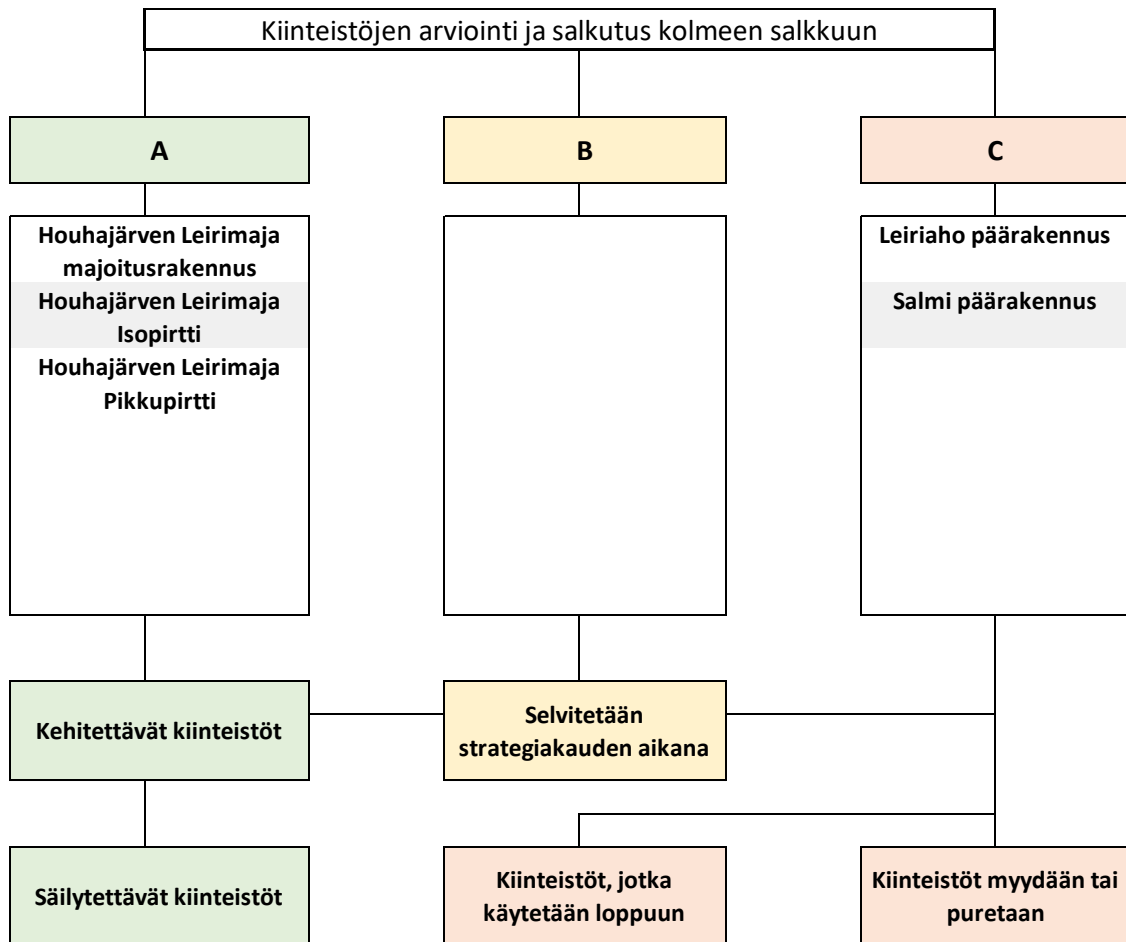 Kiinteistöjen arviointi ja salkutus kolmeen salkkuun
A
B
C
Houhajärven Leirimaja
majoitusrakennus
Houhajärven Leirimaja
Isopirtti
Houhajärven Leirimaja
Pikkupirtti
Leiriaho päärakennus
Salmi päärakennus
Kehitettävät kiinteistöt
Selvitetään
strategiakauden aikana
Säilytettävät kiinteistöt
Kiinteistöt, jotka
käytetään loppuun
Kiinteistöt myydään tai
puretaan